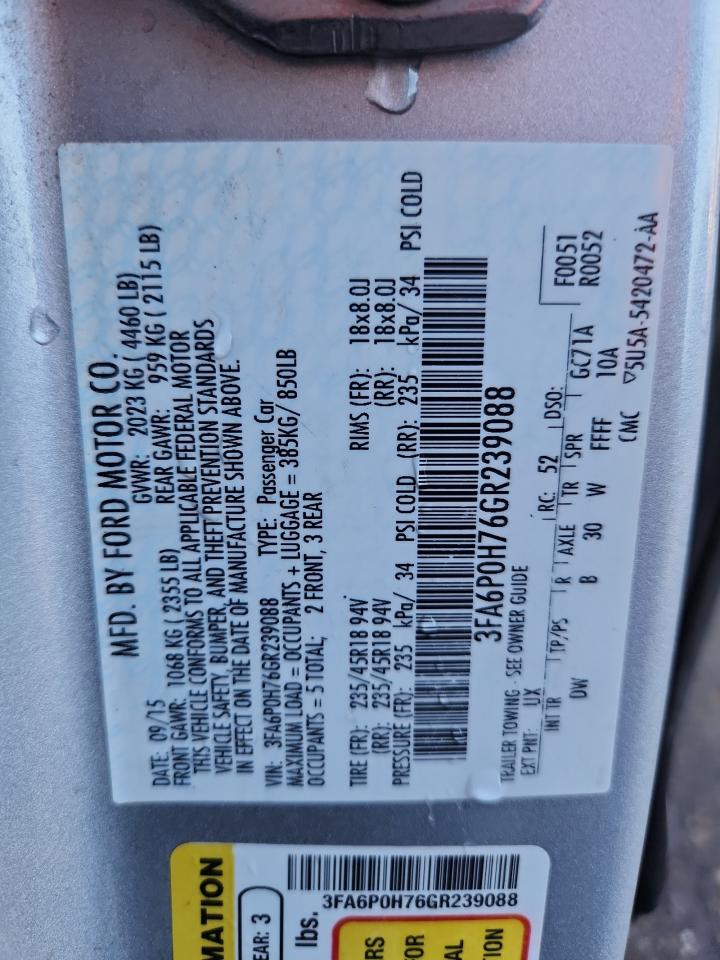 MFD. BY FORD MOTOR CO.
DATE: 09/15 GVWR: 2023 KG ( 4460 LB)
FRONT GAWR: 1068 KG ( 2355 LB) REAR GAWR: 959 KG ( 2115 LB)
THIS VEHICLE CONFORMS TO ALL APPLICABLE FEDERAL MOTOR
VEHICLE SAFETY, BUMPER, AND THEFT PREVENTION STANDARDS
IN EFFECT ON THE DATE OF MANUFACTURE SHOWN ABOVE.
VIN: 3FA6P0H76GR239088 TYPE: Passenger Car
MAXIMUM LOAD = OCCUPANTS + LUGGAGE = 385KG/ 850LB
OCCUPANTS = 5 TOTAL; 2 FRONT, 3 REAR
TIRE (FR): 235/45R18 94V RIMS (FR): 18x8.0J
(RR): 235/45R18 94V (RR): 18x8.0J
PRESSURE (FR): 235 kPa/ 34 PSI COLD (RR): 235 kPa/ 34 PSI COLD
3FA6P0H76GR239088
TRAILER TOWING - SEE OWNER GUIDE F0051
EXT PNT: UX RC: 52 DSO: R0052
INT TR TP/PS R AXLE TR SPR GC71A
DW B 30 W FFFF 10A
CMC ▽5U5A-5420472-AA
MATION
EAR: 3
lbs.
3FA6P0H76GR239088
RS
FOR
AL
TION